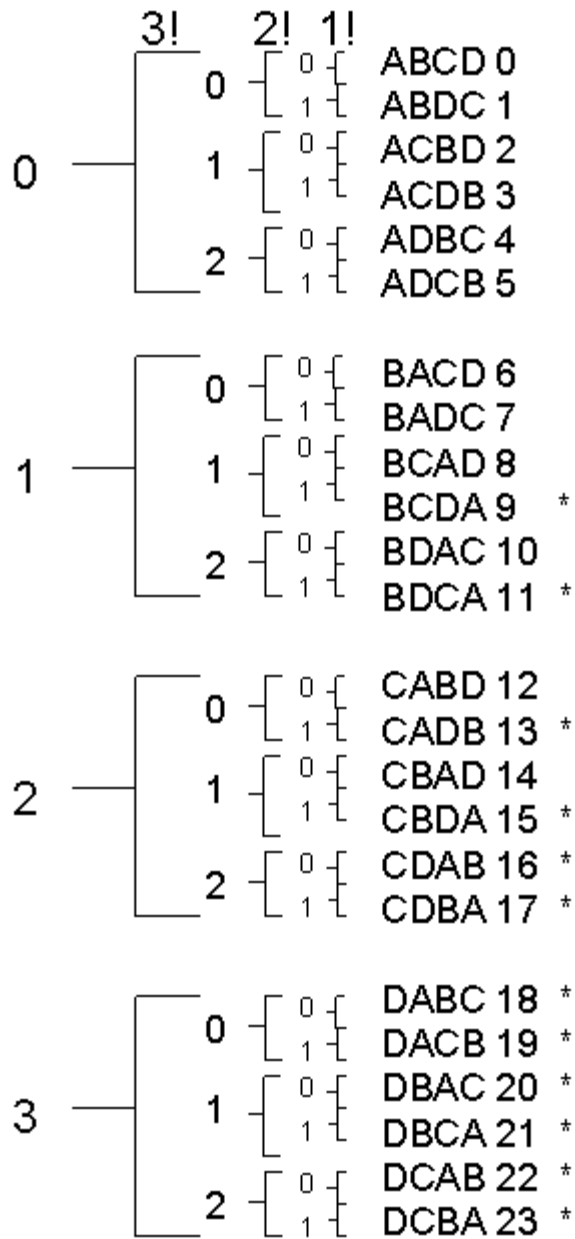 3! 2! 1!
0 0 0 ABCD 0
1 ABDC 1
1 0 ACBD 2
1 ACDB 3
2 0 ADBC 4
1 ADCB 5
1 0 0 BACD 6
1 BADC 7
1 0 BCAD 8
1 BCDA 9 *
2 0 BDAC 10
1 BDCA 11 *
2 0 0 CABD 12
1 CADB 13 *
1 0 CBAD 14
1 CBDA 15 *
2 0 CDAB 16 *
1 CDBA 17 *
3 0 0 DABC 18 *
1 DACB 19 *
1 0 DBAC 20 *
1 DBCA 21 *
2 0 DCAB 22 *
1 DCBA 23 *